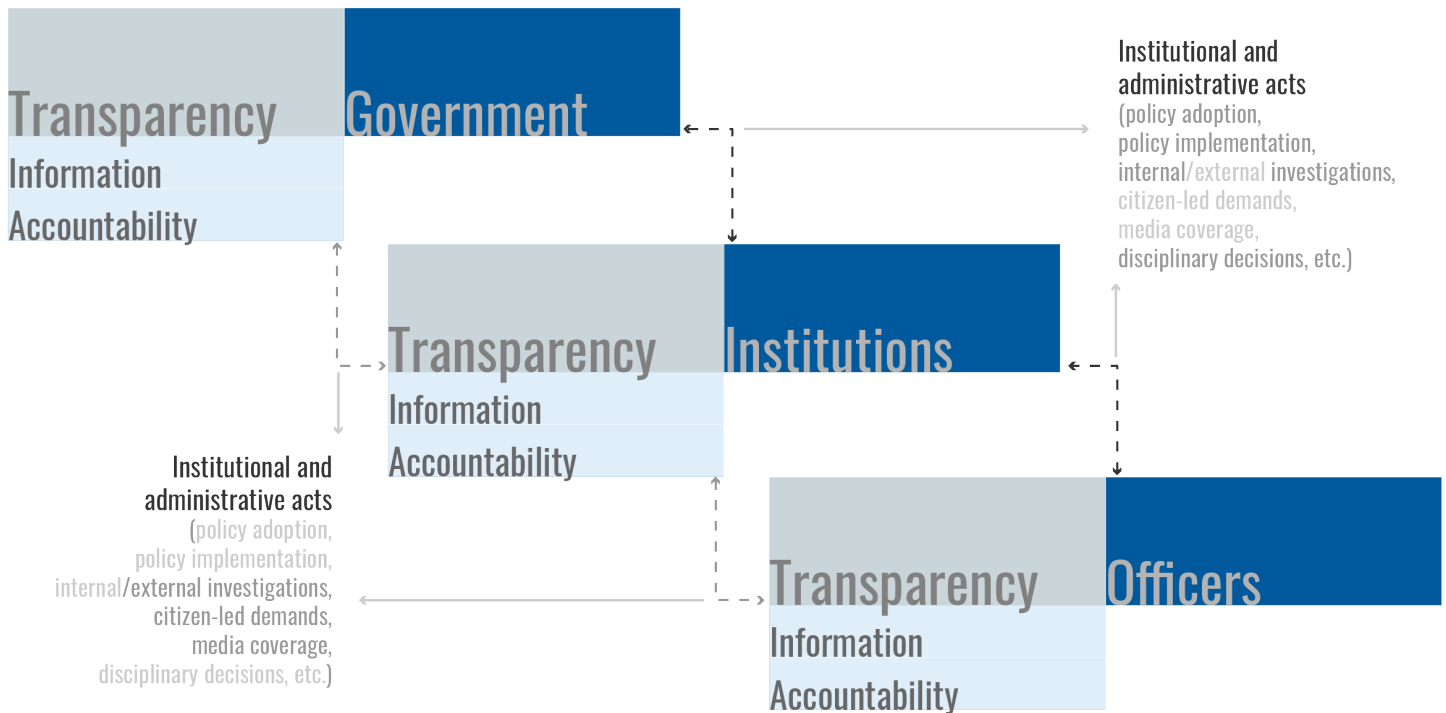 Transparency
Government
Information
Accountability
Institutional and
administrative acts
(policy adoption,
policy implementation,
internal/external investigations,
citizen-led demands,
media coverage,
disciplinary decisions, etc.)
Transparency
Institutions
Information
Accountability
Institutional and
administrative acts
(policy adoption,
policy implementation,
internal/external investigations,
citizen-led demands,
media coverage,
disciplinary decisions, etc.)
Transparency
Officers
Information
Accountability